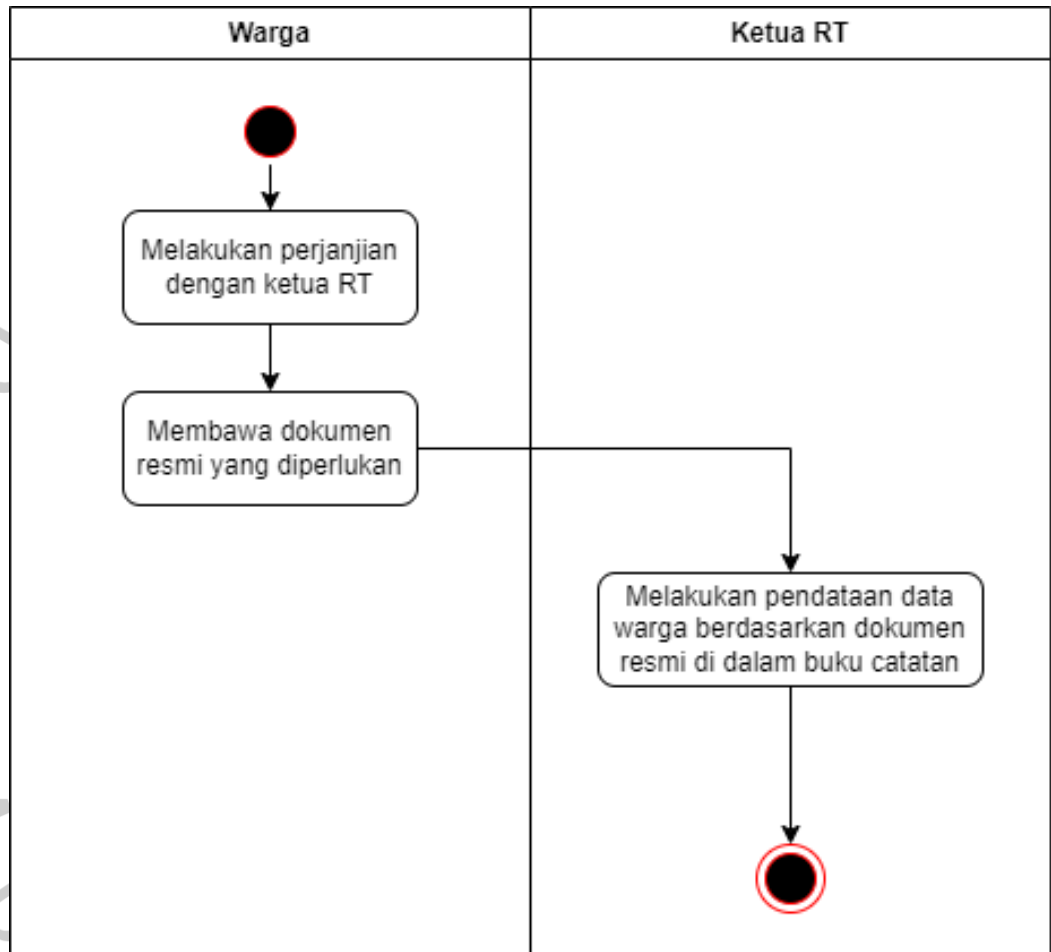 Warga
Ketua RT
Melakukan perjanjian
dengan ketua RT
Membawa dokumen
resmi yang diperlukan
Melakukan pendataan data
warga berdasarkan dokumen
resmi di dalam buku catatan